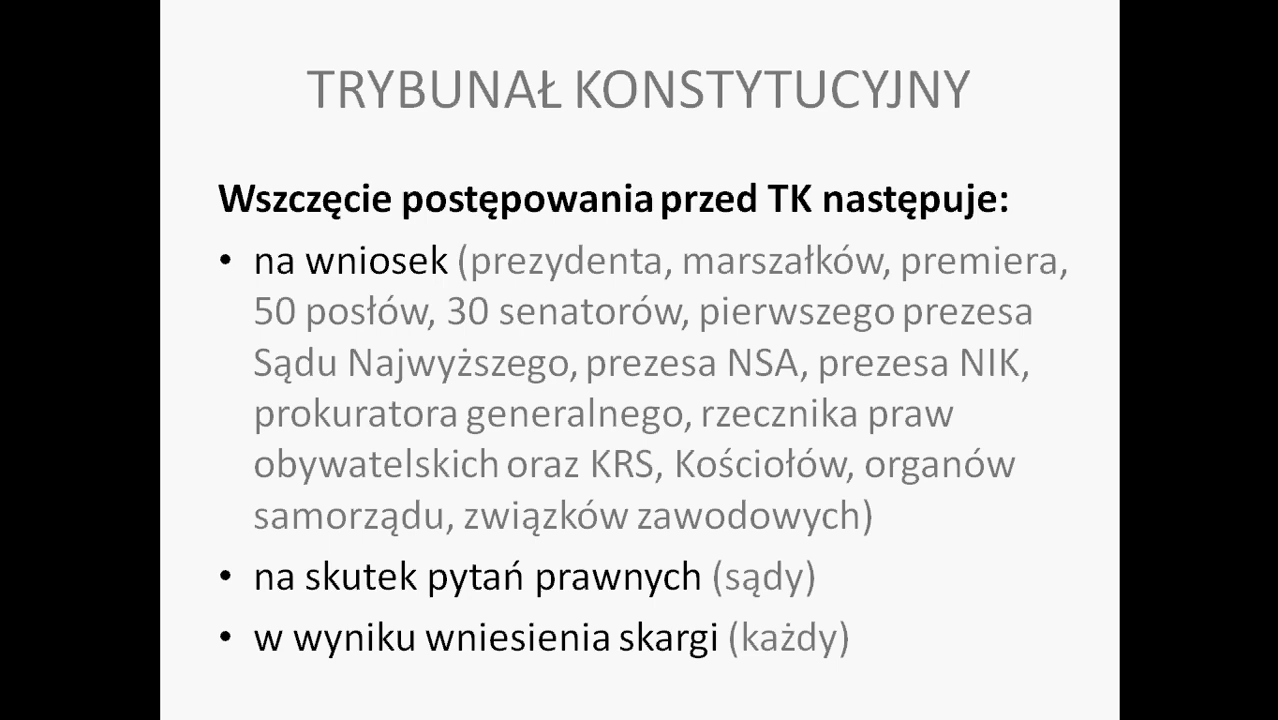 TRYBUNAŁ KONSTYTUCYJNY
Wszczęcie postępowania przed TK następuje:
• na wniosek (prezydenta, marszałków, premiera,
50 posłów, 30 senatorów, pierwszego prezesa
Sądu Najwyższego, prezesa NSA, prezesa NIK,
prokuratora generalnego, rzecznika praw
obywatelskich oraz KRS, Kościołów, organów
samorządu, związków zawodowych)
• na skutek pytań prawnych (sądy)
• w wyniku wniesienia skargi (każdy)